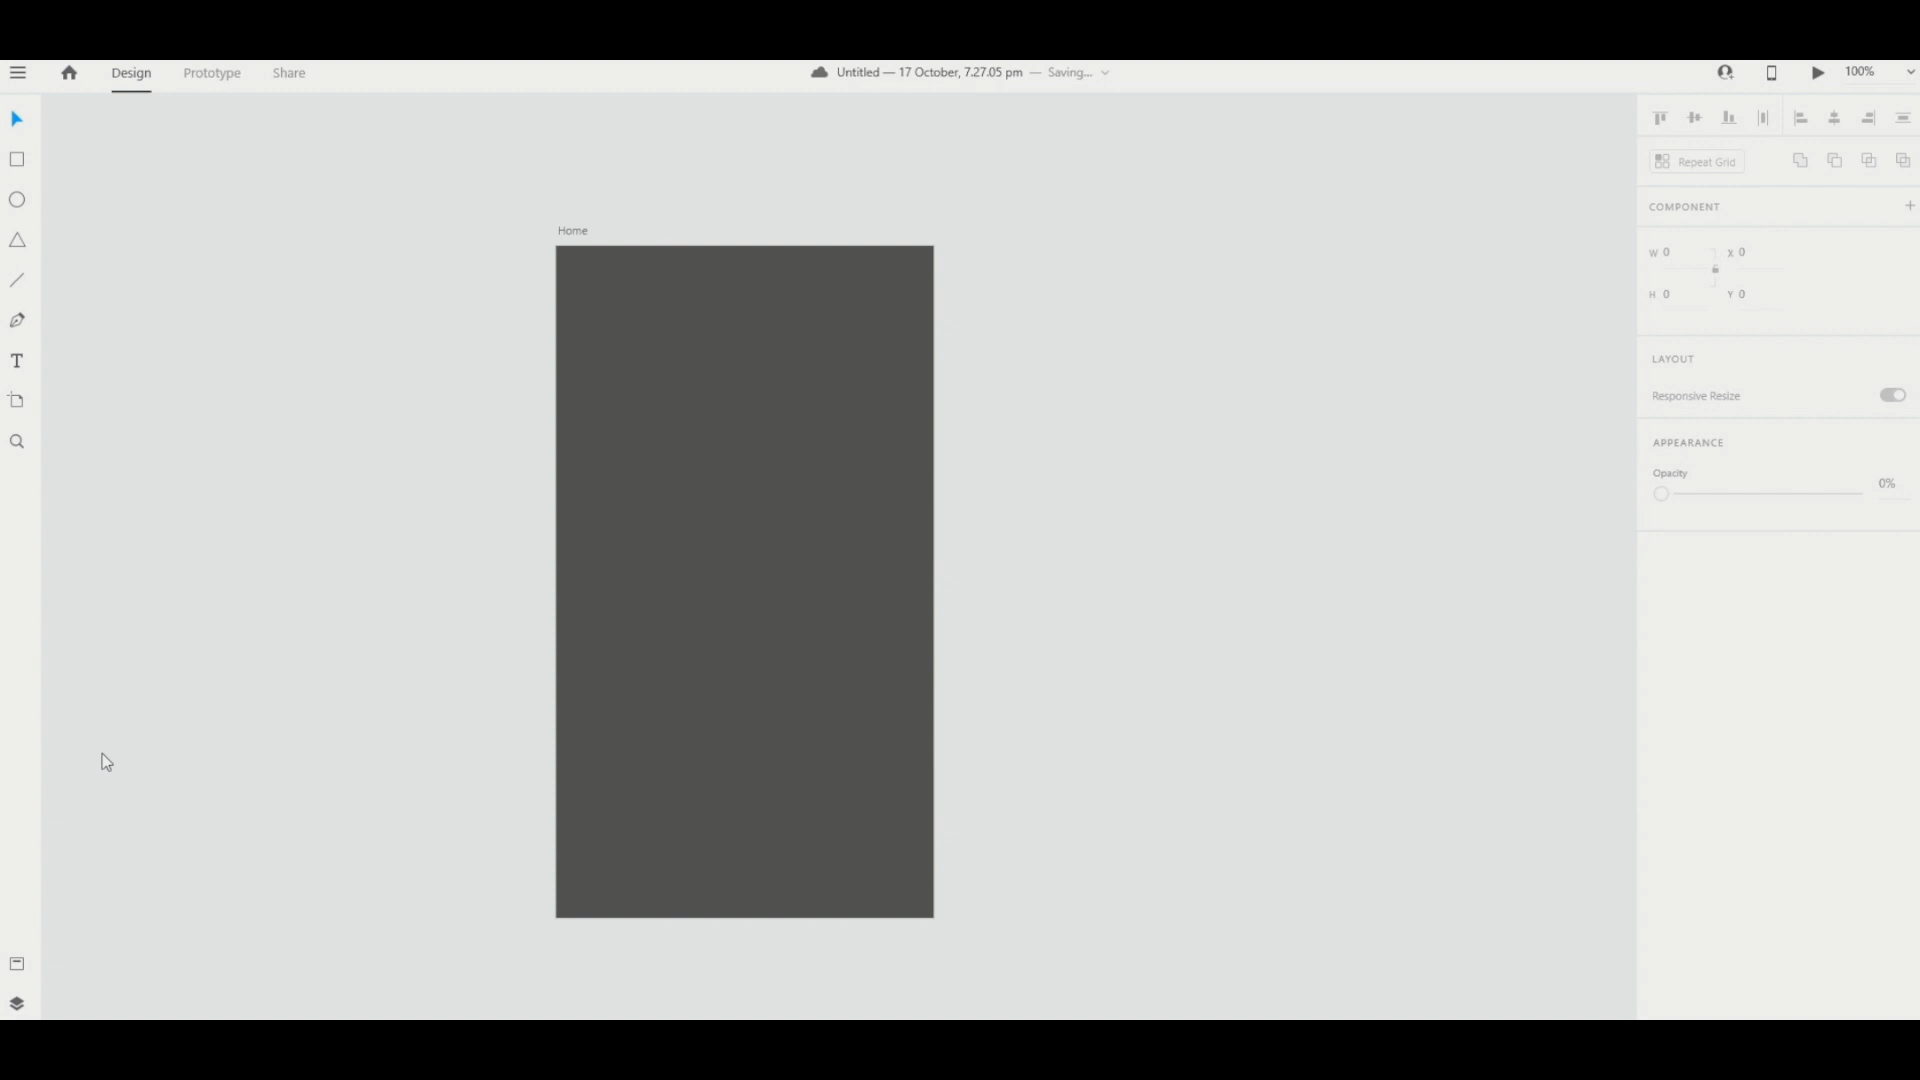 Design Prototype Share Untitled — 17 October, 7.27.05 pm — Saving... 100%
Repeat Grid
COMPONENT +
Home
W 0 X 0
H 0 Y 0
LAYOUT
Responsive Resize
APPEARANCE
Opacity
0%
T